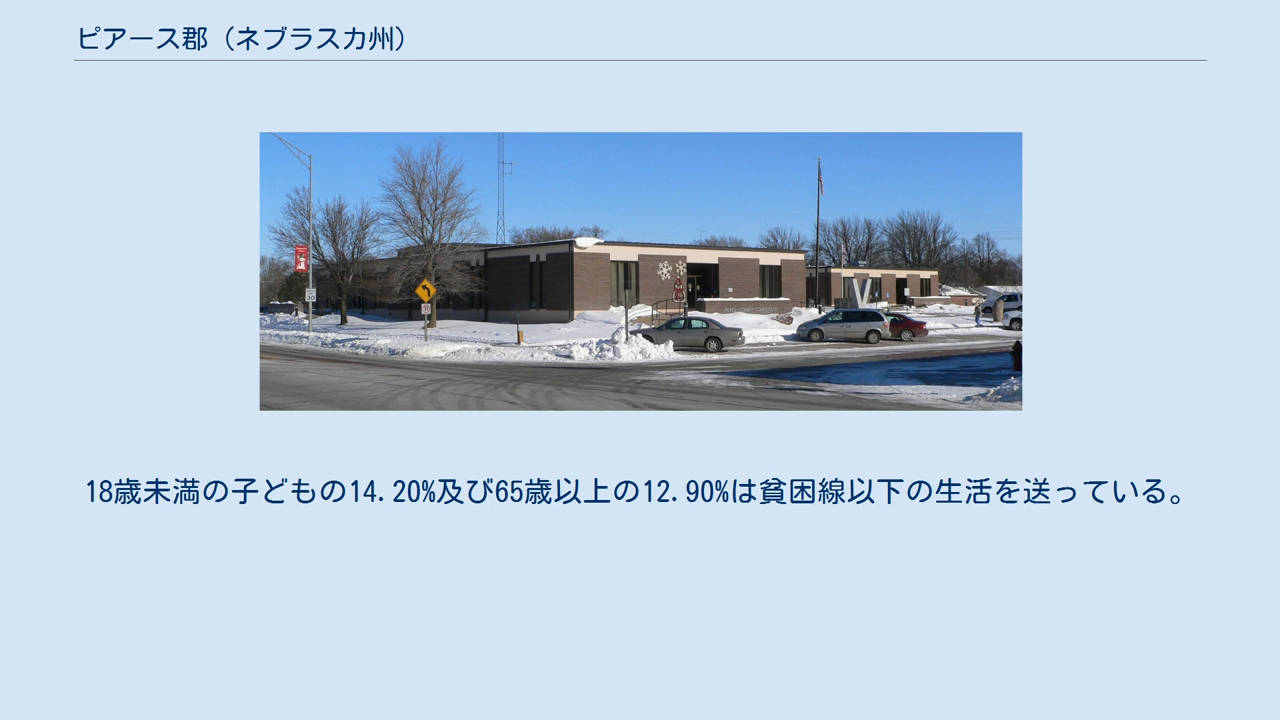 ピアース郡（ネブラスカ州）
18歳未満の子どもの14.20%及び65歳以上の12.90%は貧困線以下の生活を送っている。